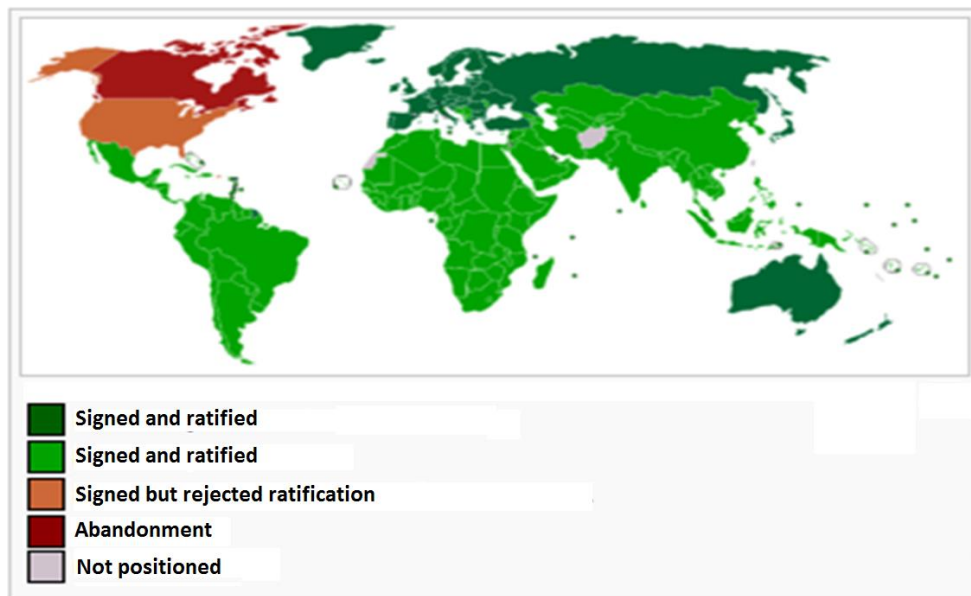 Signed and ratified
Signed and ratified
Signed but rejected ratification
Abandonment
Not positioned